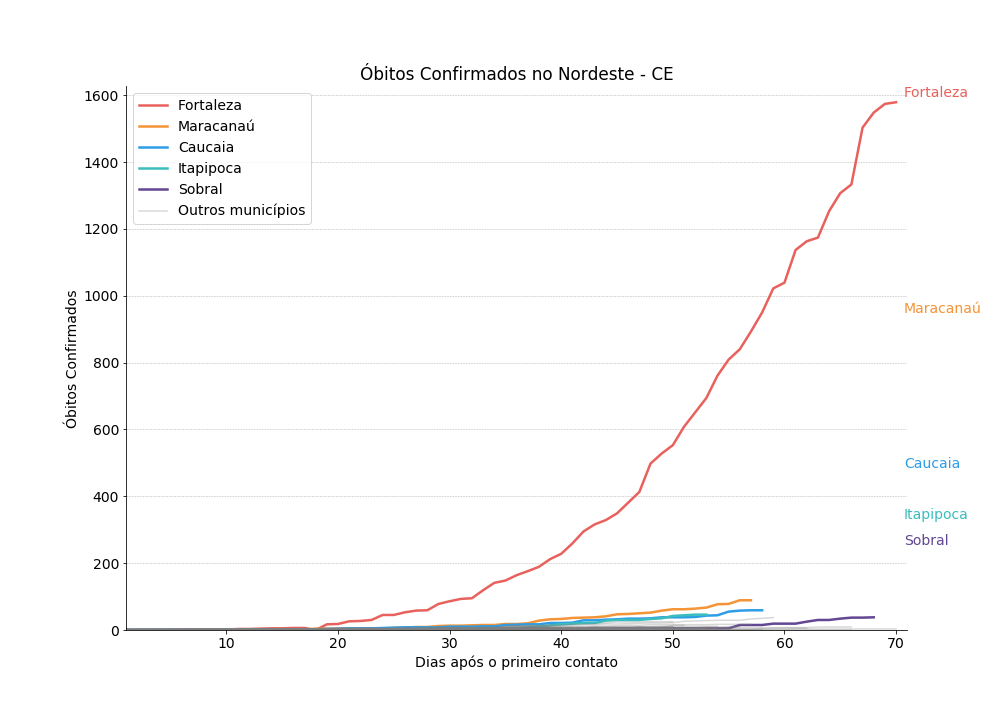 Óbitos Confirmados no Nordeste - CE
Óbitos Confirmados
1600
1400
1200
1000
800
600
400
200
0
Fortaleza
Maracanaú
Caucaia
Itapipoca
Sobral
Outros municípios
Fortaleza
Maracanaú
Caucaia
Itapipoca
Sobral
10 20 30 40 50 60 70
Dias após o primeiro contato